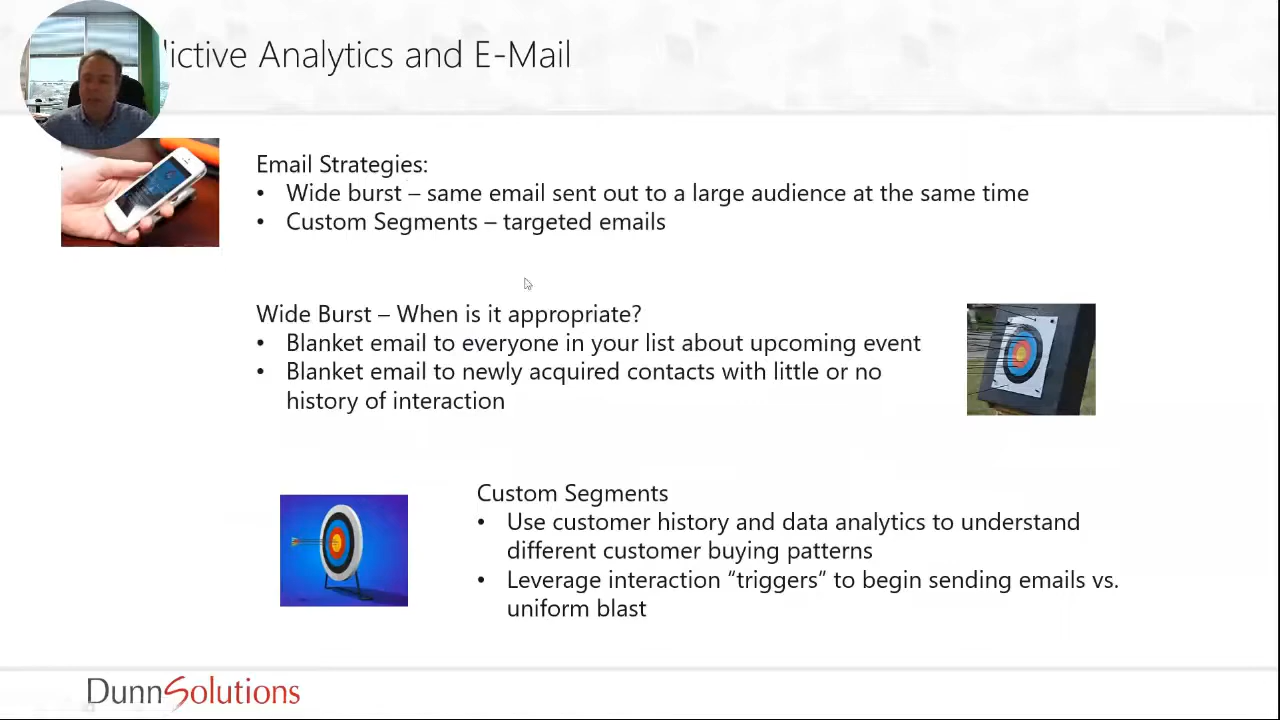 ictive Analytics and E-Mail
Email Strategies:
• Wide burst – same email sent out to a large audience at the same time
• Custom Segments – targeted emails
Wide Burst – When is it appropriate?
• Blanket email to everyone in your list about upcoming event
• Blanket email to newly acquired contacts with little or no
history of interaction
Custom Segments
• Use customer history and data analytics to understand
different customer buying patterns
• Leverage interaction “triggers” to begin sending emails vs.
uniform blast
DunnSolutions